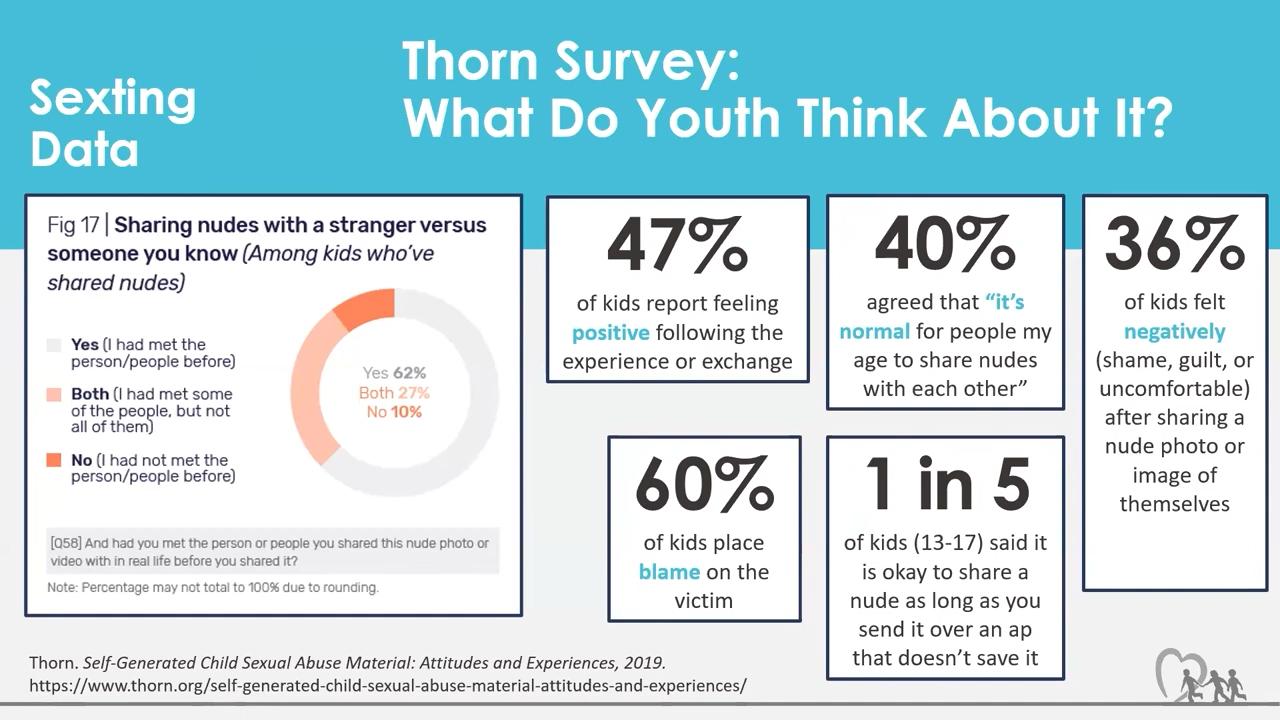 Sexting
Data
Thorn Survey:
What Do Youth Think About It?
Fig 17 | Sharing nudes with a stranger versus
someone you know (Among kids who've
shared nudes)
Yes (I had met the
person/people before)
Both (I had met some
of the people, but not
all of them)
No (I had not met the
person/people before)
Yes 62%
Both 27%
No 10%
[Q58] And had you met the person or people you shared this nude photo or
video with in real life before you shared it?
Note: Percentage may not total to 100% due to rounding.
47%
of kids report feeling
positive following the
experience or exchange
40%
agreed that “it’s
normal for people my
age to share nudes
with each other”
36%
of kids felt
negatively
(shame, guilt, or
uncomfortable)
after sharing a
nude photo or
image of
themselves
60%
of kids place
blame on the
victim
1 in 5
of kids (13-17) said it
is okay to share a
nude as long as you
send it over an ap
that doesn’t save it
Thorn. Self-Generated Child Sexual Abuse Material: Attitudes and Experiences, 2019.
https://www.thorn.org/self-generated-child-sexual-abuse-material-attitudes-and-experiences/